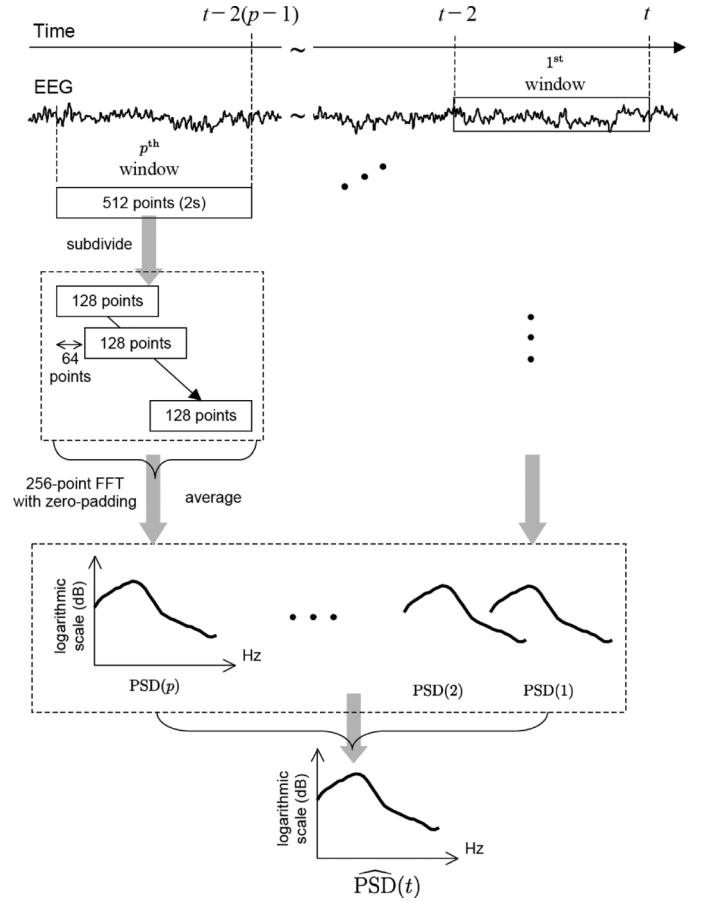 t−2(p−1)
t−2
t
Time
~
1st
window
EEG
~
pth
window
512 points (2s)
subdivide
128 points
128 points
64
points
128 points
256-point FFT
with zero-padding
average
logarithmic
scale (dB)
Hz
PSD(p)
PSD(2)
PSD(1)
logarithmic
scale (dB)
Hz
P͡SD(t)